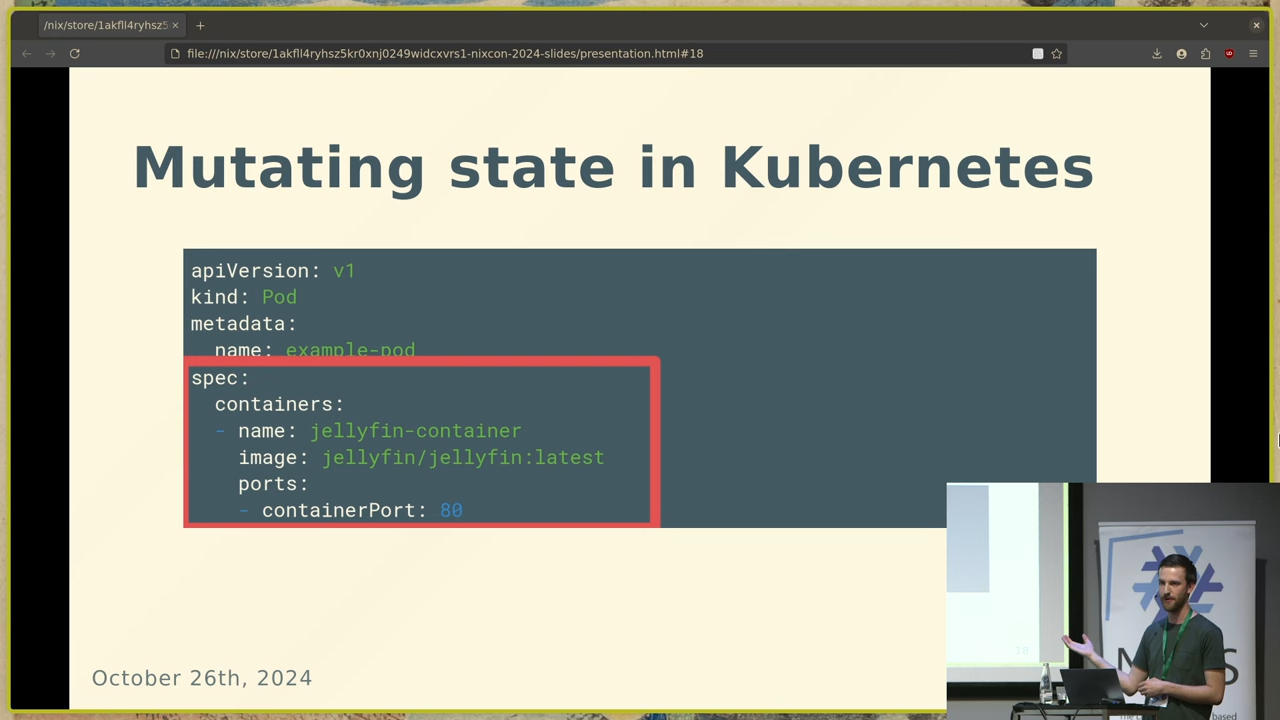 /nix/store/1akfll4ryhsz5
file:///nix/store/1akfll4ryhsz5kr0xnj0249widcxvrs1-nixcon-2024-slides/presentation.html#18
Mutating state in Kubernetes
apiVersion: v1
kind: Pod
metadata:
  name: example-pod
spec:
  containers:
  - name: jellyfin-container
    image: jellyfin/jellyfin:latest
    ports:
    - containerPort: 80
October 26th, 2024
18